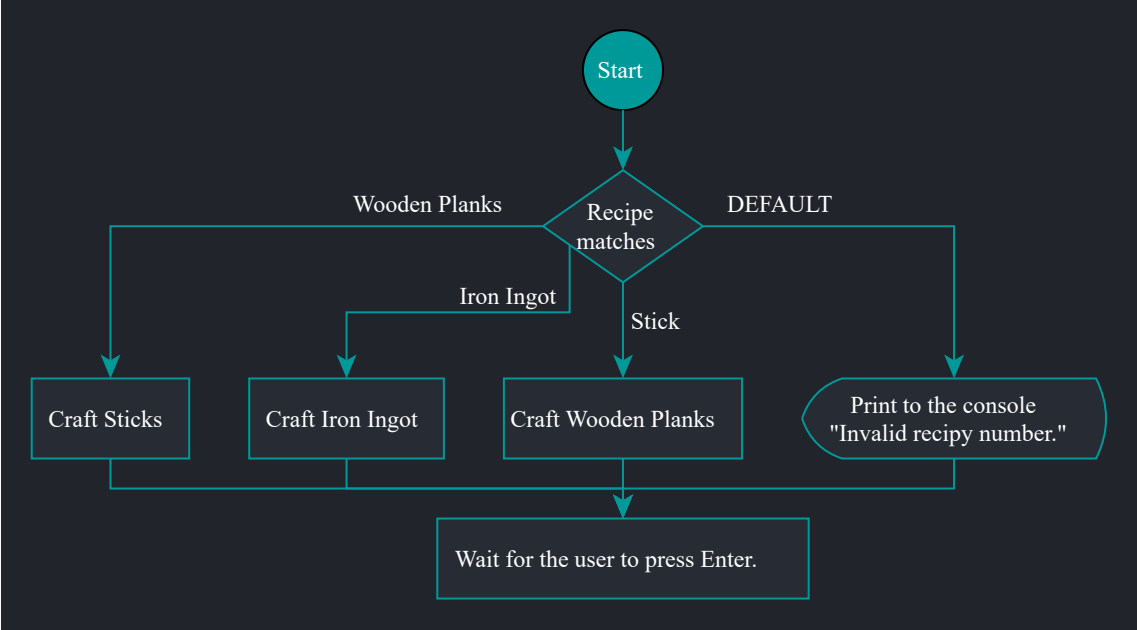 Start
Wooden Planks
DEFAULT
Recipe
matches
Iron Ingot
Stick
Craft Sticks
Craft Iron Ingot
Craft Wooden Planks
Print to the console
"Invalid recipy number."
Wait for the user to press Enter.